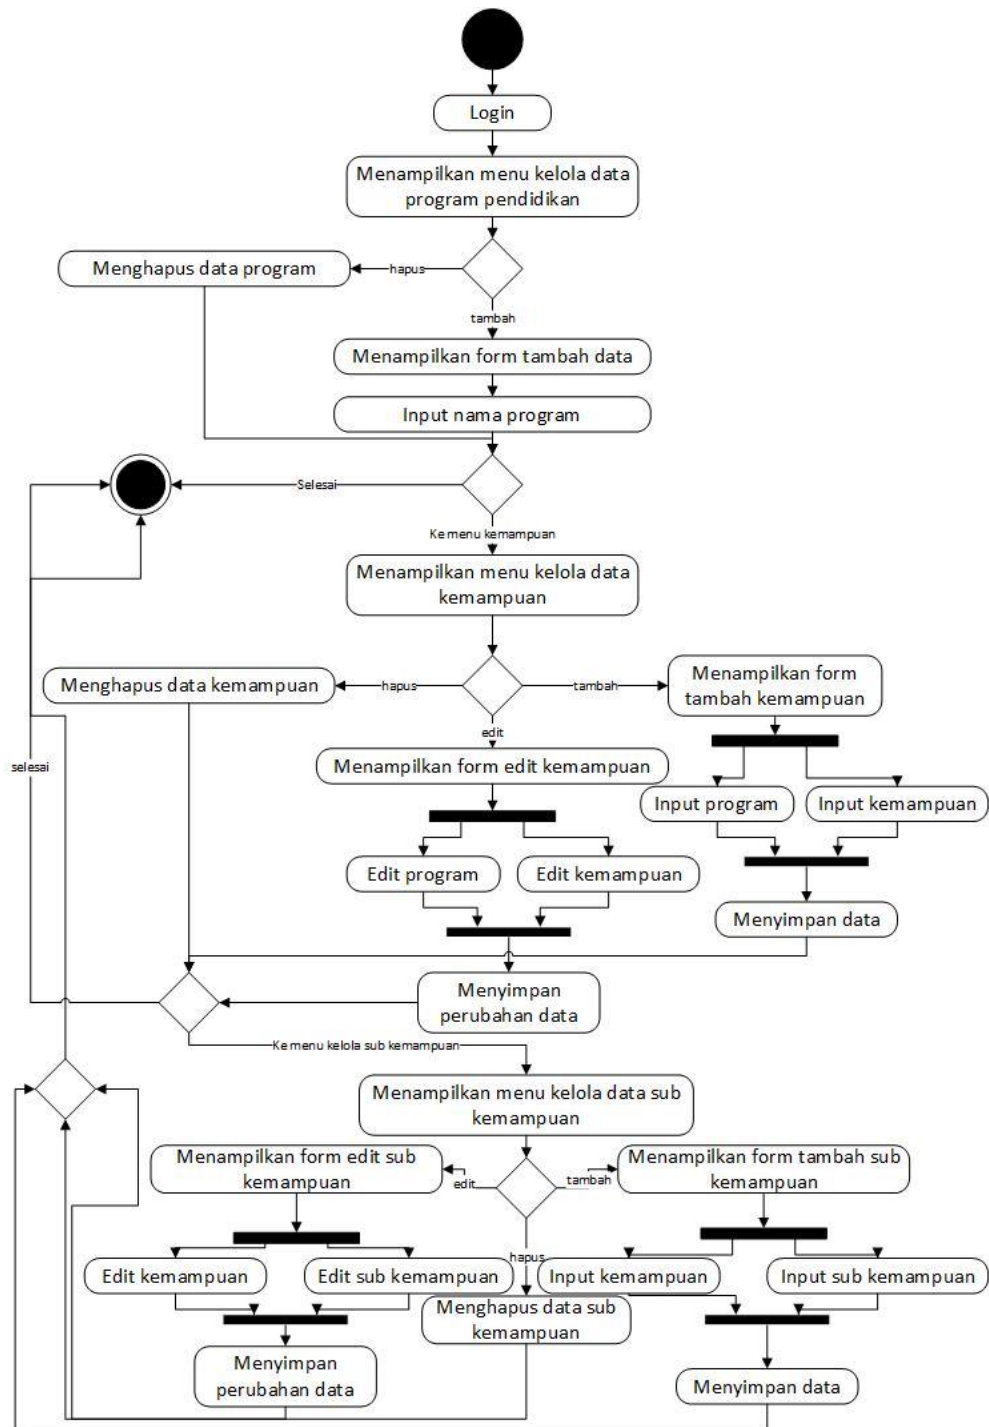 Login
Menampilkan menu kelola data
program pendidikan
Menghapus data program
hapus
tambah
Menampilkan form tambah data
Input nama program
Selesai
Ke menu kemampuan
Menampilkan menu kelola data
kemampuan
Menghapus data kemampuan
hapus
tambah
Menampilkan form
tambah kemampuan
edit
Menampilkan form edit kemampuan
selesai
Input program
Input kemampuan
Edit program
Edit kemampuan
Menyimpan data
Menyimpan
perubahan data
Ke menu kelola sub kemampuan
Menampilkan menu kelola data sub
kemampuan
Menampilkan form edit sub
kemampuan
edit
tambah
Menampilkan form tambah sub
kemampuan
hapus
Edit kemampuan
Edit sub kemampuan
Input kemampuan
Input sub kemampuan
Menghapus data sub
kemampuan
Menyimpan
perubahan data
Menyimpan data